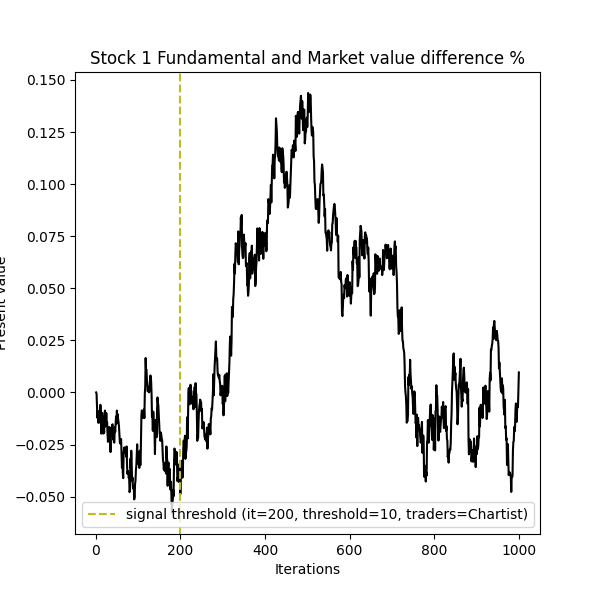 Stock 1 Fundamental and Market value difference %
0.150
0.125
0.100
0.075
0.050
0.025
0.000
−0.025
−0.050
Present value
signal threshold (it=200, threshold=10, traders=Chartist)
0 200 400 600 800 1000
Iterations